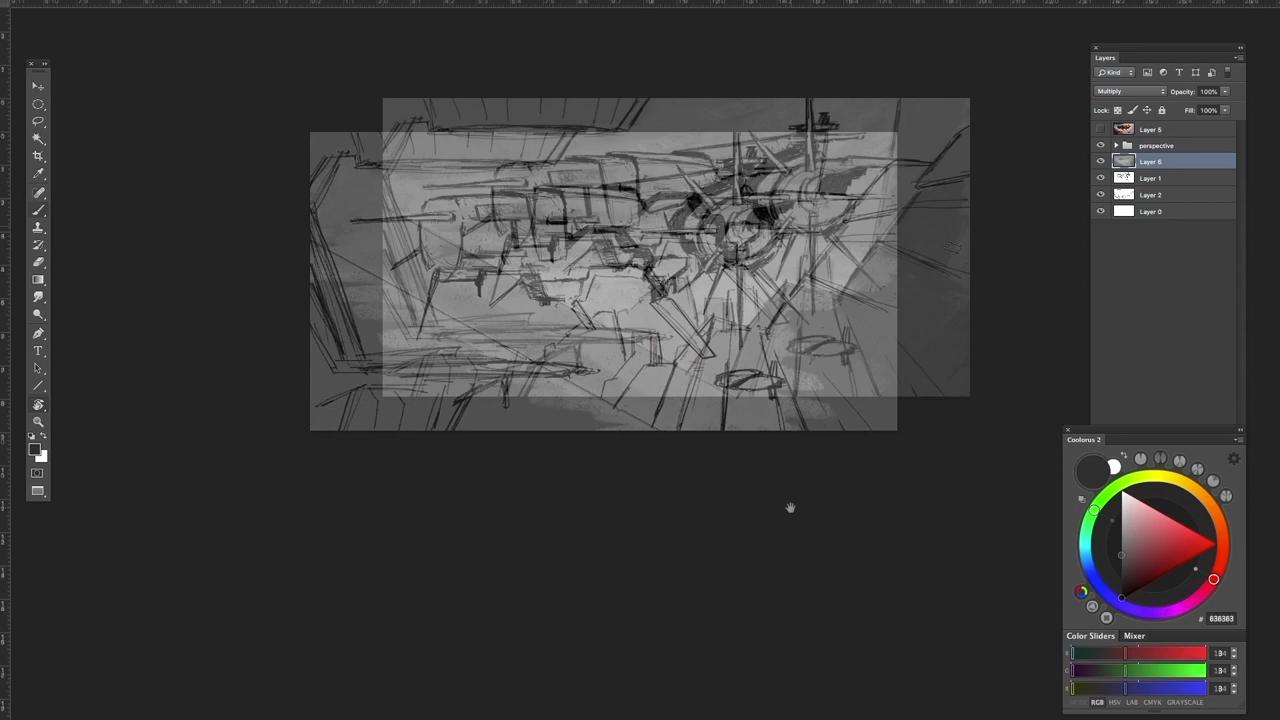 Layers
Kind
Multiply
Opacity: 100%
Lock:
Fill: 100%
Layer 5
perspective
Layer 6
Layer 1
Layer 2
Layer 0
Coolorus 2
#
Color Sliders Mixer
RGB HSV LAB CMYK GRAYSCALE